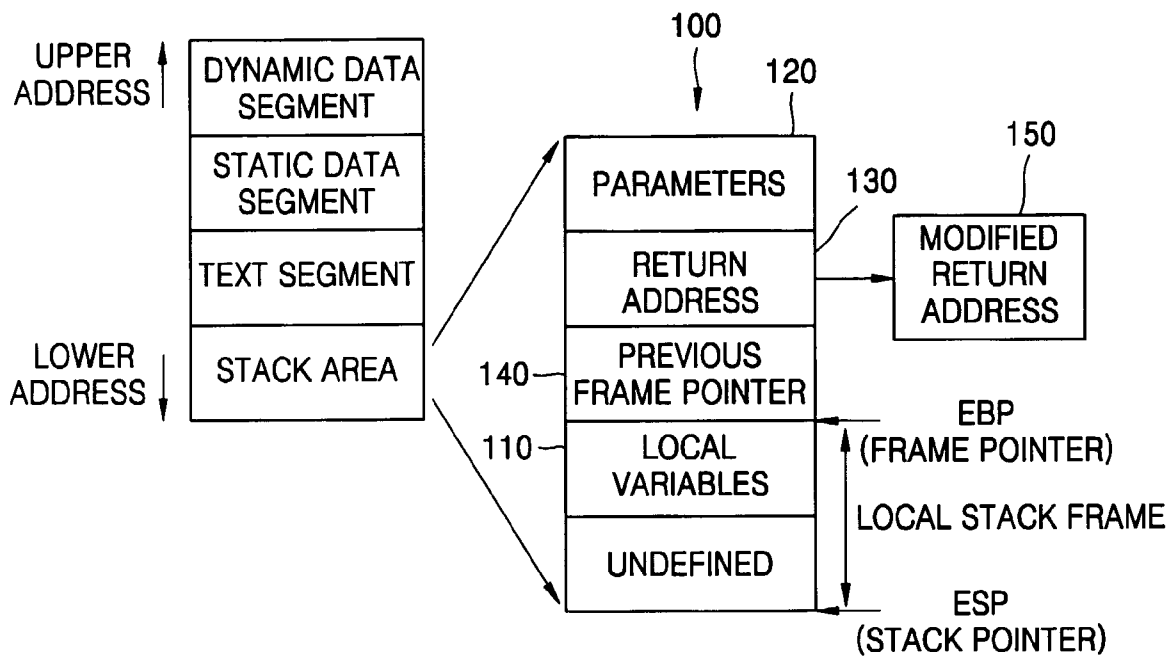 UPPER
ADDRESS
DYNAMIC DATA
SEGMENT
STATIC DATA
SEGMENT
TEXT SEGMENT
LOWER
ADDRESS
STACK AREA
100
120
PARAMETERS
130
RETURN
ADDRESS
150
MODIFIED
RETURN
ADDRESS
140
PREVIOUS
FRAME POINTER
EBP
(FRAME POINTER)
110
LOCAL
VARIABLES
LOCAL STACK FRAME
UNDEFINED
ESP
(STACK POINTER)